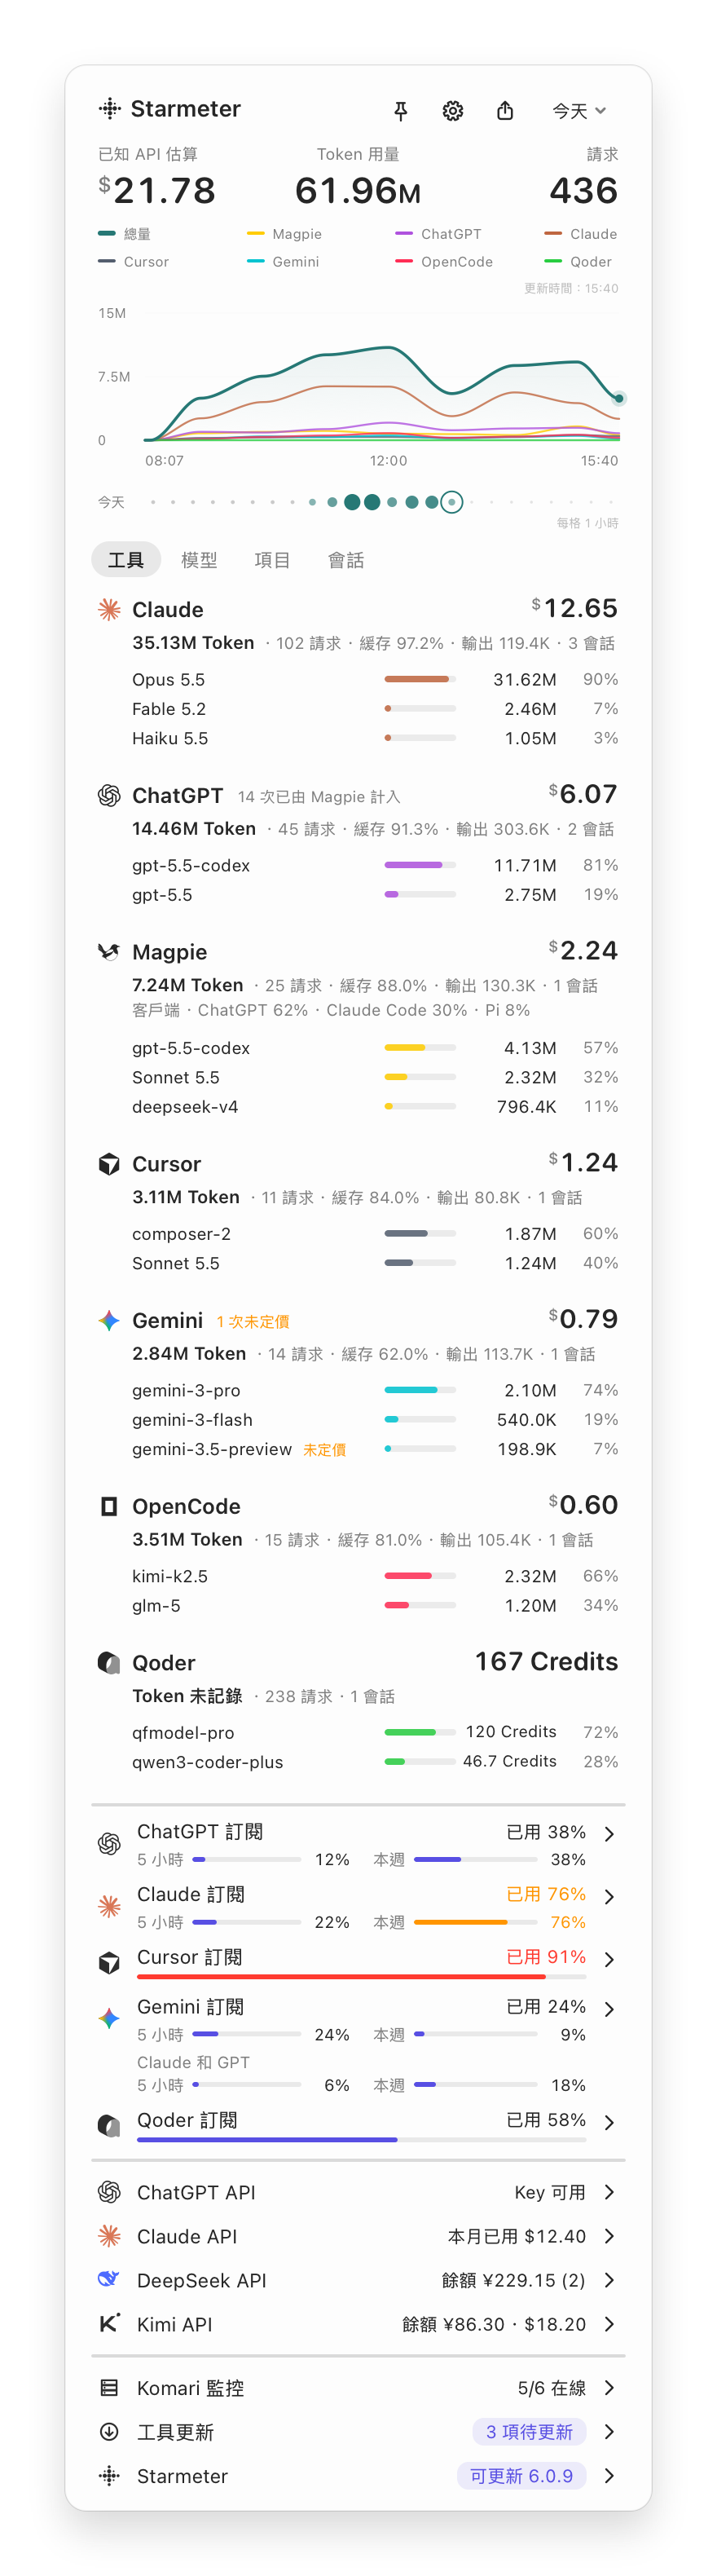 Starmeter 今天
已知 API 估算 Token 用量 請求
$21.78 61.96M 436
總量 Magpie ChatGPT Claude
Cursor Gemini OpenCode Qoder
更新時間：15:40
15M
7.5M
0
08:07 12:00 15:40
今天
每格 1 小時
工具 模型 項目 會話
Claude $12.65
35.13M Token · 102 請求 · 緩存 97.2% · 輸出 119.4K · 3 會話
Opus 5.5 31.62M 90%
Fable 5.2 2.46M 7%
Haiku 5.5 1.05M 3%
ChatGPT 14 次已由 Magpie 計入 $6.07
14.46M Token · 45 請求 · 緩存 91.3% · 輸出 303.6K · 2 會話
gpt-5.5-codex 11.71M 81%
gpt-5.5 2.75M 19%
Magpie $2.24
7.24M Token · 25 請求 · 緩存 88.0% · 輸出 130.3K · 1 會話
客戶端 · ChatGPT 62% · Claude Code 30% · Pi 8%
gpt-5.5-codex 4.13M 57%
Sonnet 5.5 2.32M 32%
deepseek-v4 796.4K 11%
Cursor $1.24
3.11M Token · 11 請求 · 緩存 84.0% · 輸出 80.8K · 1 會話
composer-2 1.87M 60%
Sonnet 5.5 1.24M 40%
Gemini 1 次未定價 $0.79
2.84M Token · 14 請求 · 緩存 62.0% · 輸出 113.7K · 1 會話
gemini-3-pro 2.10M 74%
gemini-3-flash 540.0K 19%
gemini-3.5-preview 未定價 198.9K 7%
OpenCode $0.60
3.51M Token · 15 請求 · 緩存 81.0% · 輸出 105.4K · 1 會話
kimi-k2.5 2.32M 66%
glm-5 1.20M 34%
Qoder 167 Credits
Token 未記錄 · 238 請求 · 1 會話
qfmodel-pro 120 Credits 72%
qwen3-coder-plus 46.7 Credits 28%
ChatGPT 訂閱 已用 38%
5 小時 12% 本週 38%
Claude 訂閱 已用 76%
5 小時 22% 本週 76%
Cursor 訂閱 已用 91%
Gemini 訂閱 已用 24%
5 小時 24% 本週 9%
Claude 和 GPT
5 小時 6% 本週 18%
Qoder 訂閱 已用 58%
ChatGPT API Key 可用
Claude API 本月已用 $12.40
DeepSeek API 餘額 ¥229.15 (2)
Kimi API 餘額 ¥86.30 · $18.20
Komari 監控 5/6 在線
工具更新 3 項待更新
Starmeter 可更新 6.0.9